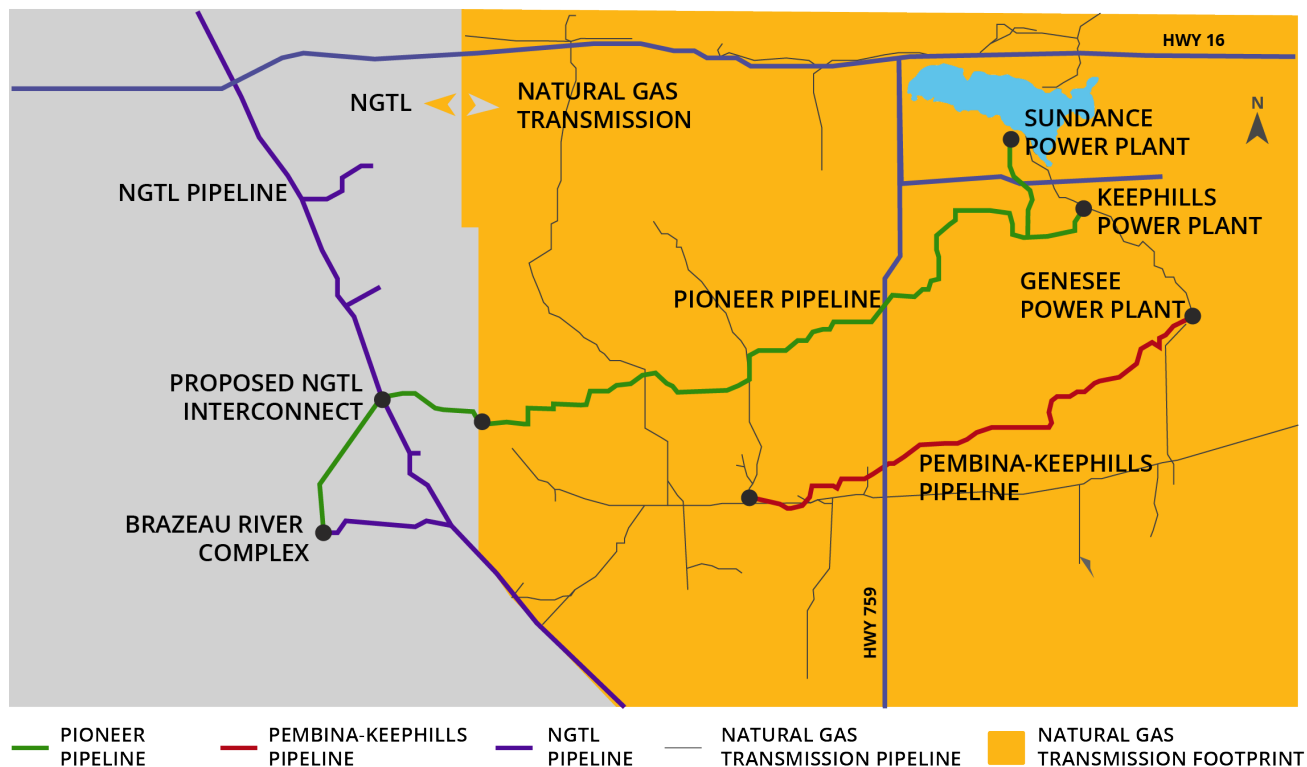 HWY 16
NGTL
NATURAL GAS
TRANSMISSION
N
SUNDANCE
POWER PLANT
NGTL PIPELINE
KEEPHILLS
POWER PLANT
GENESEE
POWER PLANT
PIONEER PIPELINE
PROPOSED NGTL
INTERCONNECT
PEMBINA-KEEPHILLS
PIPELINE
BRAZEAU RIVER
COMPLEX
HWY 759
PIONEER
PIPELINE
PEMBINA-KEEPHILLS
PIPELINE
NGTL
PIPELINE
NATURAL GAS
TRANSMISSION PIPELINE
NATURAL GAS
TRANSMISSION FOOTPRINT